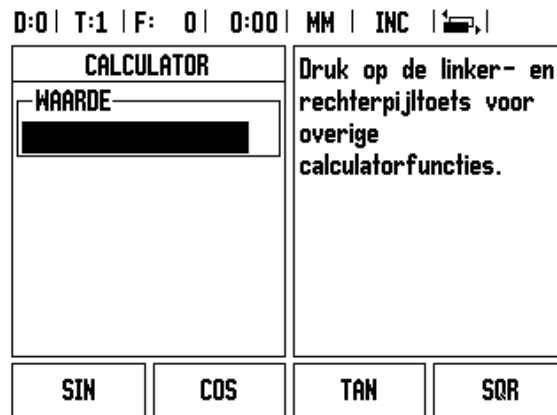 D:0| T:1 |F: 0| 0:00| MM | INC
CALCULATOR
WAARDE
Druk op de linker- en
rechterpijltoets voor
overige
calculatorfuncties.
SIN COS TAN SQR